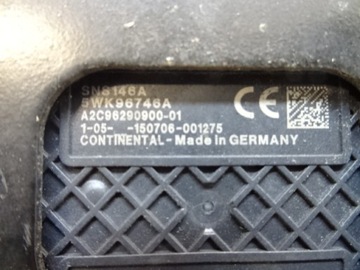 SNS146A
5WK96746A
A2C96290900-01
1-05- -150706-001275
CONTINENTAL - Made in GERMANY
CE